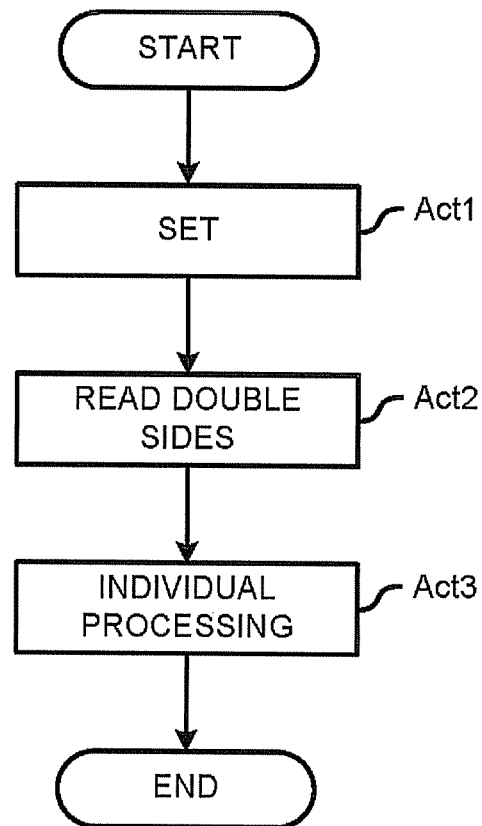 START
SET
Act1
READ DOUBLE
SIDES
Act2
INDIVIDUAL
PROCESSING
Act3
END